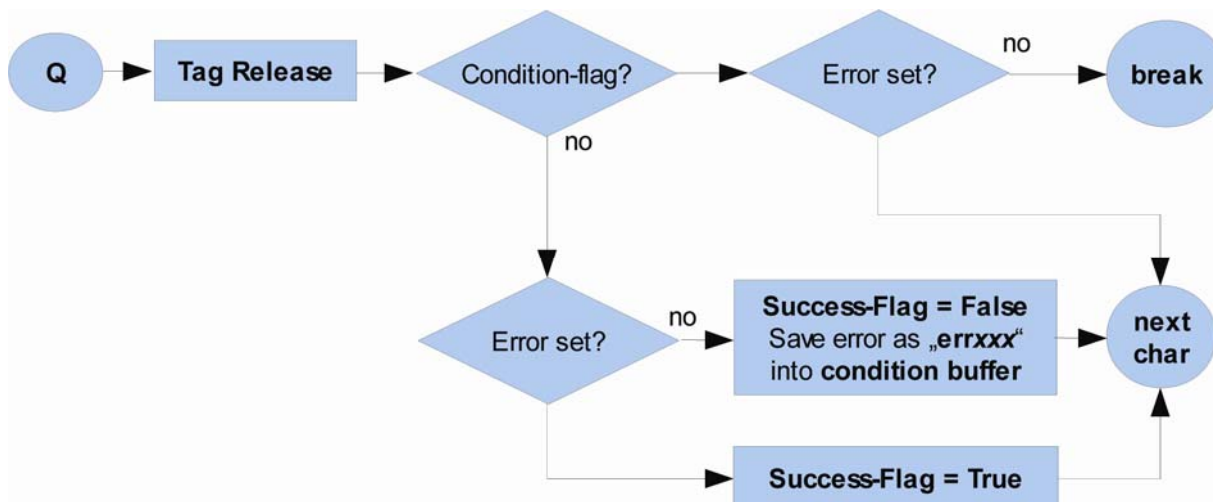 Q
Tag Release
Condition-flag?
Error set?
no
break
no
Error set?
no
Success-Flag = False
Save error as „errxxx“
into condition buffer
next
char
Success-Flag = True